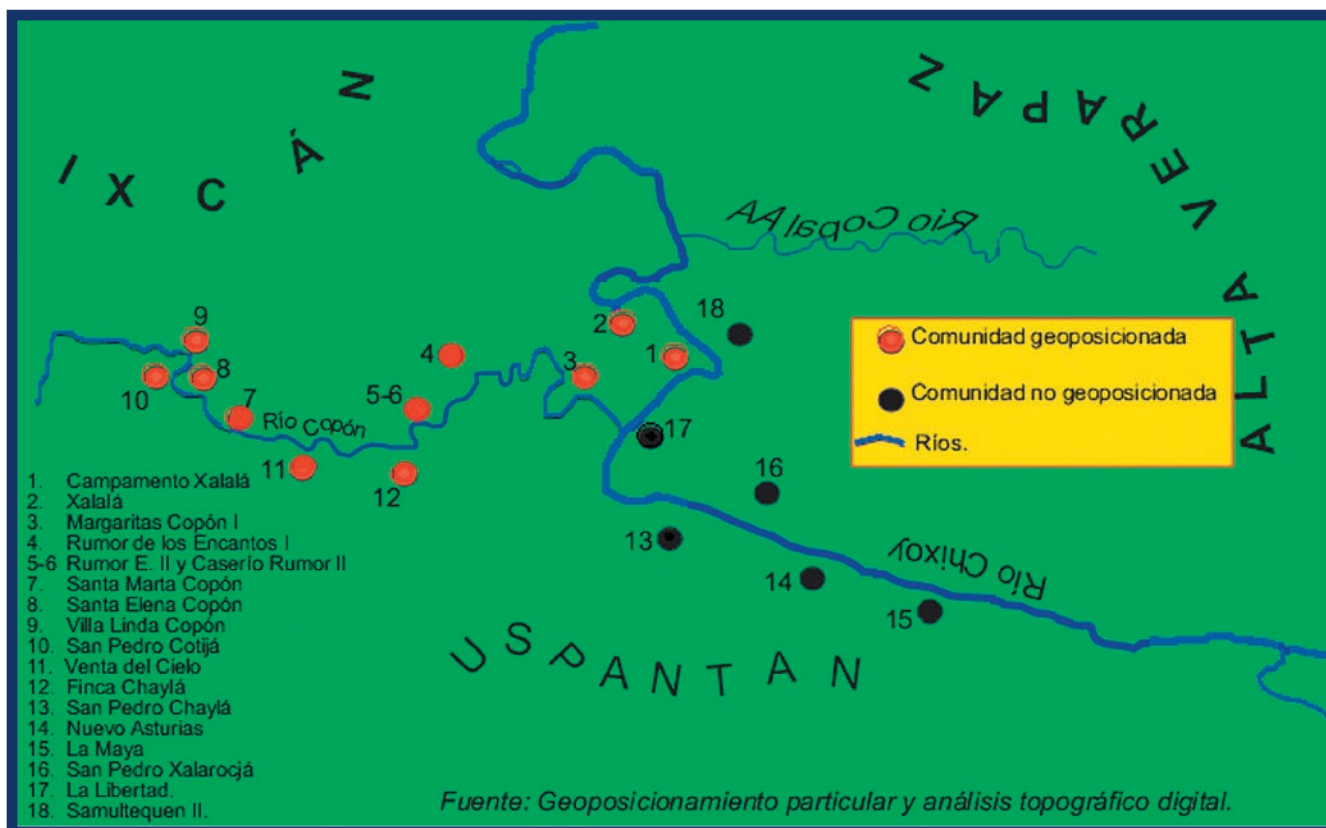 IXCÁN
ALTA VERAPAZ
Río Copal AA
18
9
2
4
1
3
10
8
5-6
7
Río Copón
17
11
12
16
13
14
15
Río Chixoy
USPANTAN
Comunidad geoposicionada
Comunidad no geoposicionada
Ríos.
1. Campamento Xalalá
2. Xalalá
3. Margaritas Copón I
4. Rumor de los Encantos I
5-6 Rumor E. II y Caserío Rumor II
7. Santa Marta Copón
8. Santa Elena Copón
9. Villa Linda Copón
10. San Pedro Cotijá
11. Venta del Cielo
12. Finca Chaylá
13. San Pedro Chaylá
14. Nuevo Asturias
15. La Maya
16. San Pedro Xalarocjá
17. La Libertad.
18. Samultequen II.
Fuente: Geoposicionamiento particular y análisis topográfico digital.